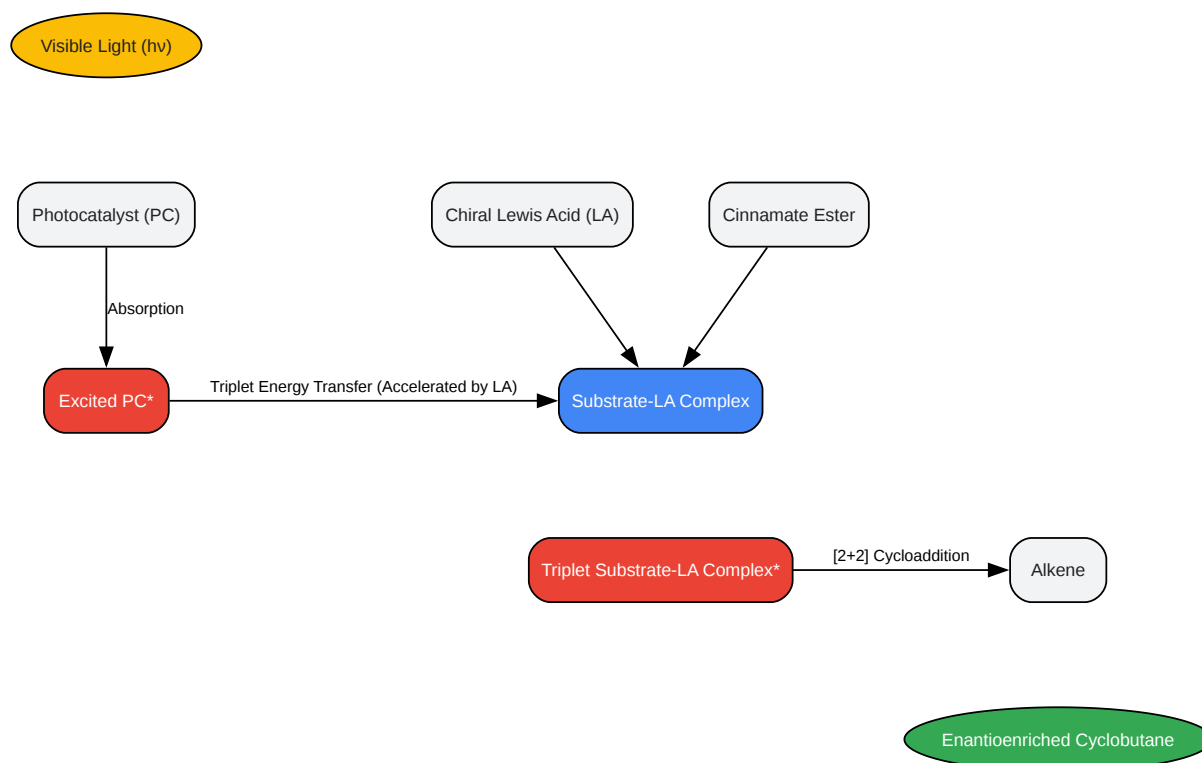 Visible Light (hν)
Photocatalyst (PC)
Chiral Lewis Acid (LA)
Cinnamate Ester
Absorption
Triplet Energy Transfer (Accelerated by LA)
Excited PC*
Substrate-LA Complex
[2+2] Cycloaddition
Triplet Substrate-LA Complex*
Alkene
Enantioenriched Cyclobutane